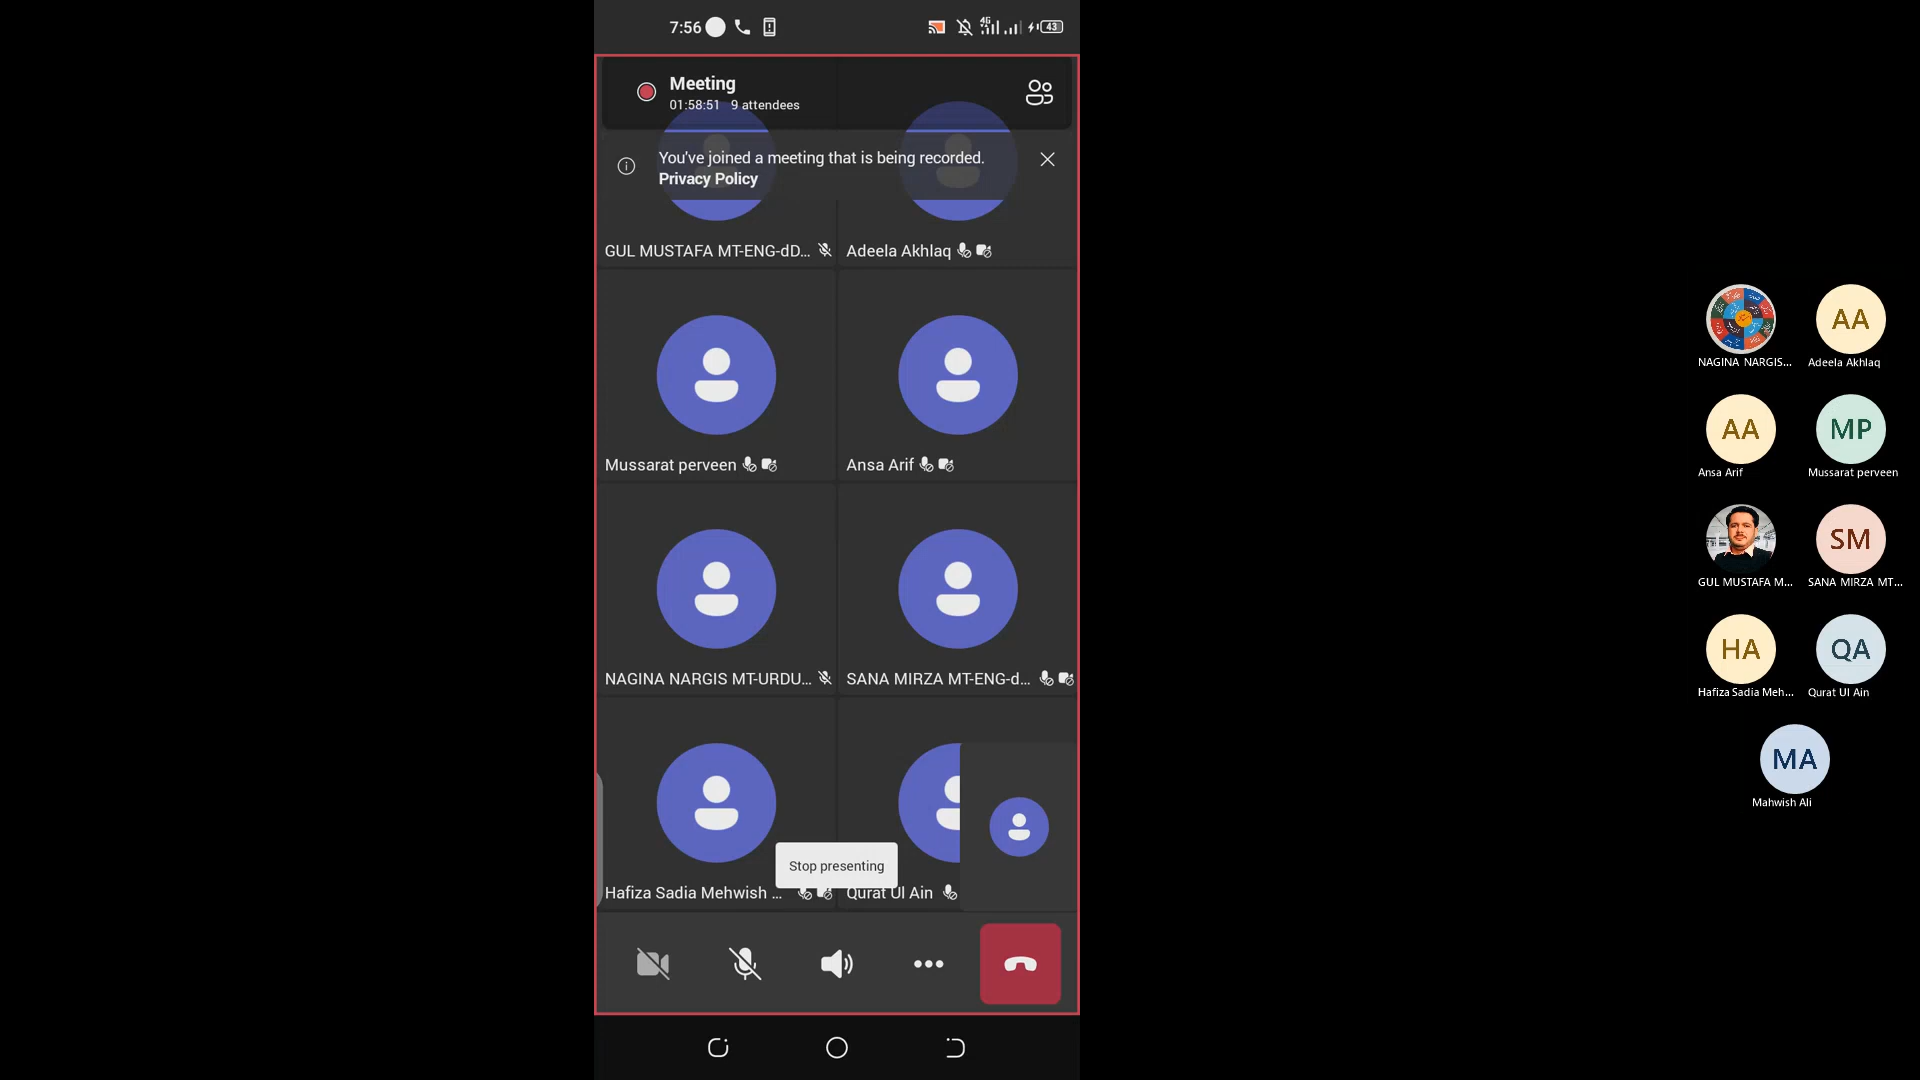 7:56
4G
43
Meeting
01:58:51 9 attendees
You've joined a meeting that is being recorded.
Privacy Policy
GUL MUSTAFA MT-ENG-dD...
Adeela Akhlaq
Mussarat perveen
Ansa Arif
NAGINA NARGIS MT-URDU...
SANA MIRZA MT-ENG-d...
Hafiza Sadia Mehwish ...
Qurat Ul Ain
Stop presenting
NAGINA NARGIS...
AA
Adeela Akhlaq
AA
Ansa Arif
MP
Mussarat perveen
GUL MUSTAFA M...
SM
SANA MIRZA MT...
HA
Hafiza Sadia Meh...
QA
Qurat Ul Ain
MA
Mahwish Ali